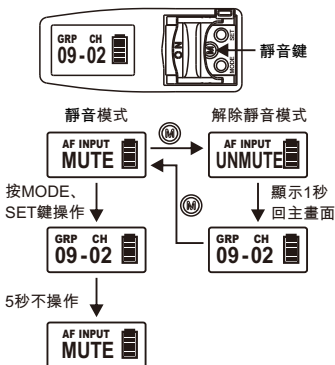 GRP CH
09-02
ON
SET
M
MODE
靜音鍵
靜音模式
解除靜音模式
AF INPUT
MUTE
M
AF INPUT
UNMUTE
按MODE、
SET鍵操作
M
顯示1秒
回主畫面
GRP CH
09-02
GRP CH
09-02
5秒不操作
AF INPUT
MUTE